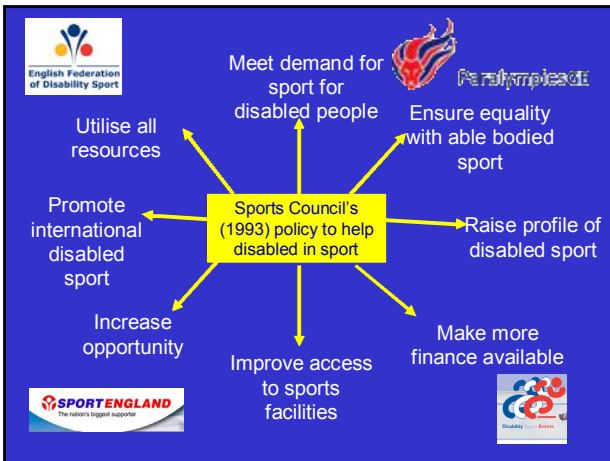 English Federation
of Disability Sport
Meet demand for
sport for
disabled people
ParalympicsGB
Ensure equality
with able bodied
sport
Utilise all
resources
Promote
international
disabled
sport
Sports Council's
(1993) policy to help
disabled in sport
Raise profile of
disabled sport
Increase
opportunity
Improve access
to sports
facilities
Make more
finance available
SPORT ENGLAND
The nation's biggest supporter
Disability Sport Events